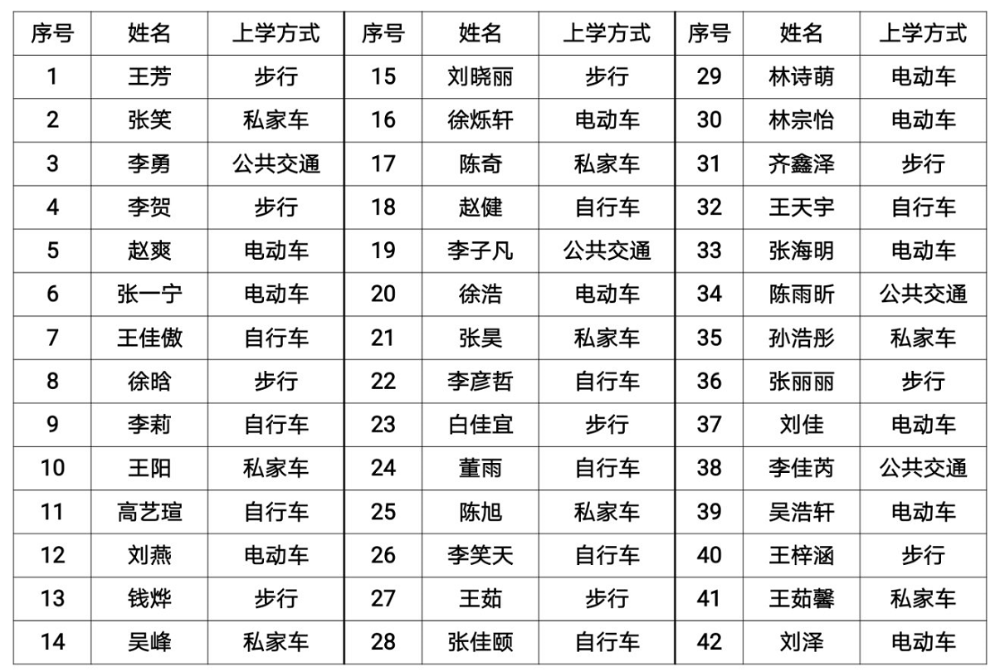 序号 姓名 上学方式 序号 姓名 上学方式 序号 姓名 上学方式
1 王芳 步行 15 刘晓丽 步行 29 林诗萌 电动车
2 张笑 私家车 16 徐烁轩 电动车 30 林宗怡 电动车
3 李勇 公共交通 17 陈奇 私家车 31 齐鑫泽 步行
4 李贺 步行 18 赵健 自行车 32 王天宇 自行车
5 赵爽 电动车 19 李子凡 公共交通 33 张海明 电动车
6 张一宁 电动车 20 徐浩 电动车 34 陈雨昕 公共交通
7 王佳傲 自行车 21 张昊 私家车 35 孙浩彤 私家车
8 徐晗 步行 22 李彦哲 自行车 36 张丽丽 步行
9 李莉 自行车 23 白佳宜 步行 37 刘佳 电动车
10 王阳 私家车 24 董雨 自行车 38 李佳芮 公共交通
11 高艺瑄 自行车 25 陈旭 私家车 39 吴浩轩 电动车
12 刘燕 电动车 26 李笑天 自行车 40 王梓涵 步行
13 钱烨 步行 27 王茹 步行 41 王茹馨 私家车
14 吴峰 私家车 28 张佳颐 自行车 42 刘泽 电动车